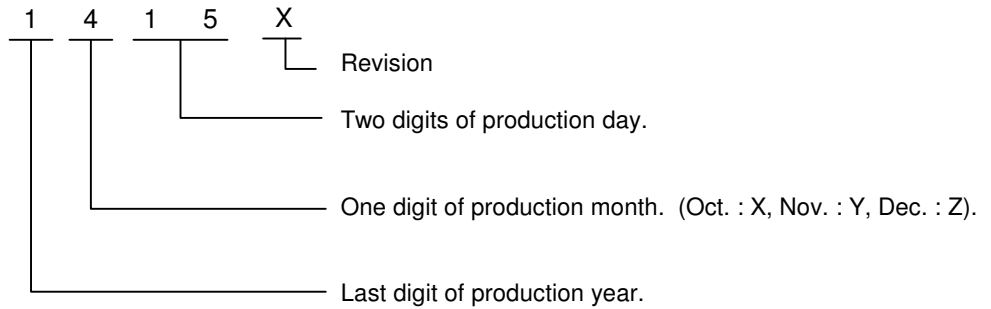 1 4 1 5 X
Revision
Two digits of production day.
One digit of production month. (Oct. : X, Nov. : Y, Dec. : Z).
Last digit of production year.